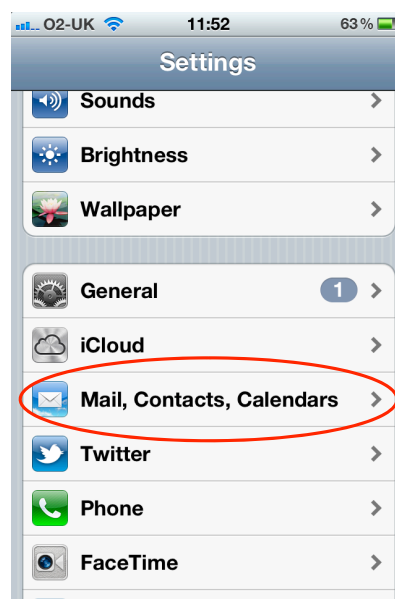 O2-UK 11:52 63%
Settings
Sounds
Brightness
Wallpaper
General 1
iCloud
Mail, Contacts, Calendars
Twitter
Phone
FaceTime